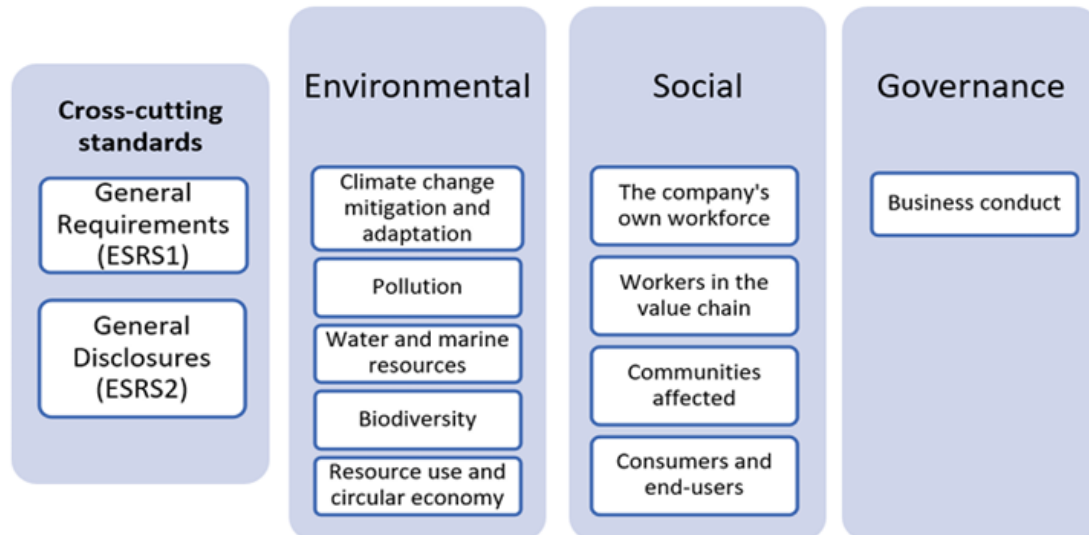 Cross-cutting
standards
General
Requirements
(ESRS1)
General
Disclosures
(ESRS2)
Environmental
Climate change
mitigation and
adaptation
Pollution
Water and marine
resources
Biodiversity
Resource use and
circular economy
Social
The company's
own workforce
Workers in the
value chain
Communities
affected
Consumers and
end-users
Governance
Business conduct